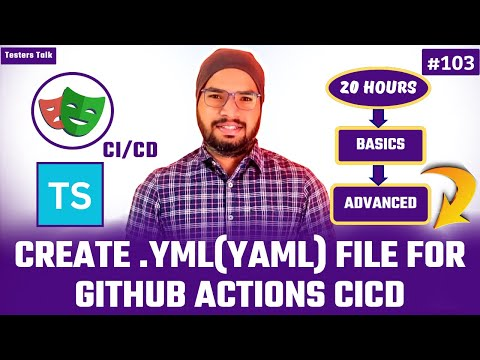 Testers Talk
#103
CI/CD
TS
20 HOURS
BASICS
ADVANCED
CREATE .YML(YAML) FILE FOR
GITHUB ACTIONS CICD